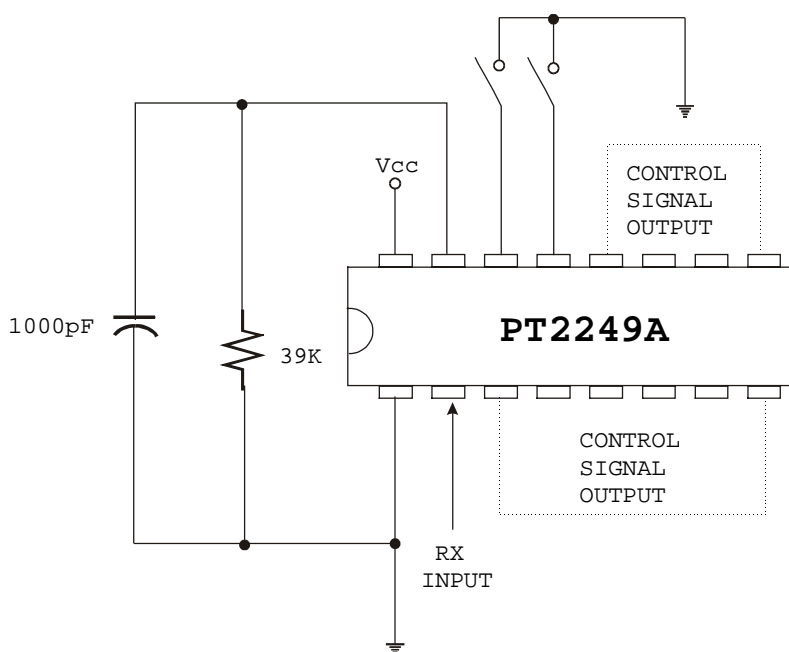 Vcc
CONTROL
SIGNAL
OUTPUT
1000pF
39K
PT2249A
CONTROL
SIGNAL
OUTPUT
RX
INPUT